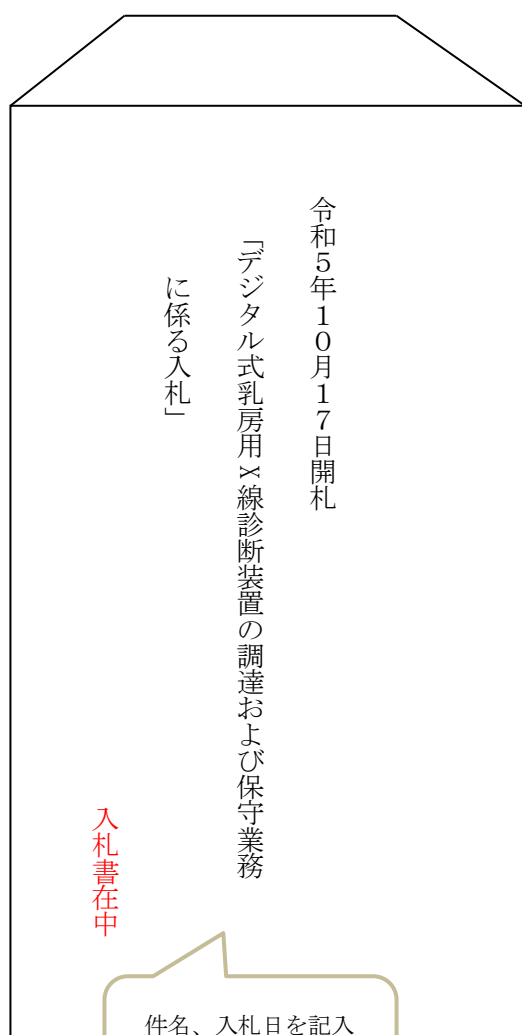 令和５年１０月１７日開札
「デジタル式乳房用X線診断装置の調達および保守業務
に係る入札」
入札書在中
件名、入札日を記入